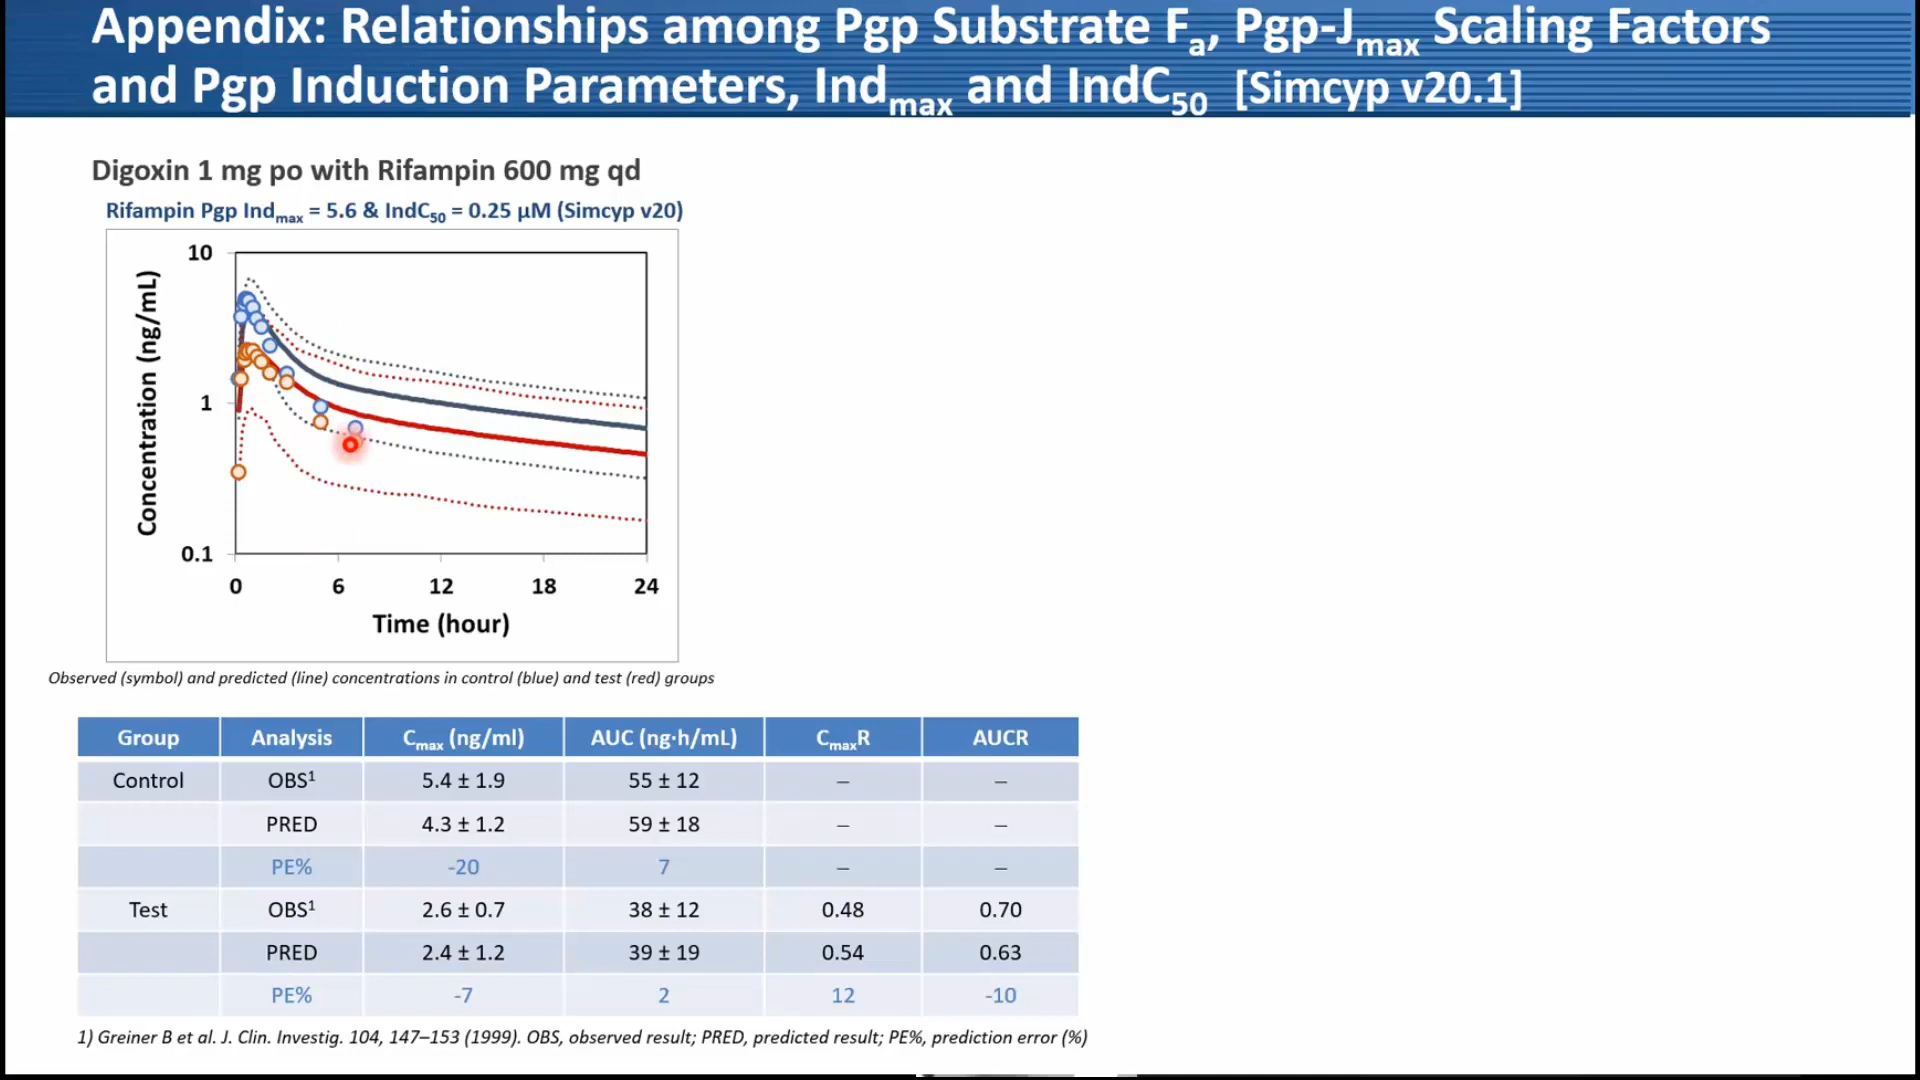 Appendix: Relationships among Pgp Substrate Fa, Pgp-Jmax Scaling Factors
and Pgp Induction Parameters, Indmax and IndC50 [Simcyp v20.1]
Digoxin 1 mg po with Rifampin 600 mg qd
Rifampin Pgp Indmax = 5.6 & IndC50 = 0.25 µM (Simcyp v20)
10
1
0.1
Concentration (ng/mL)
0 6 12 18 24
Time (hour)
Observed (symbol) and predicted (line) concentrations in control (blue) and test (red) groups
Group Analysis Cmax (ng/ml) AUC (ng·h/mL) CmaxR AUCR
Control OBS¹ 5.4 ± 1.9 55 ± 12 – –
PRED 4.3 ± 1.2 59 ± 18 – –
PE% -20 7 – –
Test OBS¹ 2.6 ± 0.7 38 ± 12 0.48 0.70
PRED 2.4 ± 1.2 39 ± 19 0.54 0.63
PE% -7 2 12 -10
1) Greiner B et al. J. Clin. Investig. 104, 147–153 (1999). OBS, observed result; PRED, predicted result; PE%, prediction error (%)